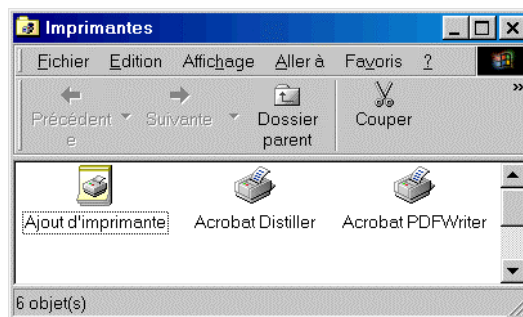 Imprimantes
Fichier Edition Affichage Aller à Favoris ?
Précédent Suivante Dossier Couper »
e parent
Ajout d'imprimante Acrobat Distiller Acrobat PDFWriter
6 objet(s)